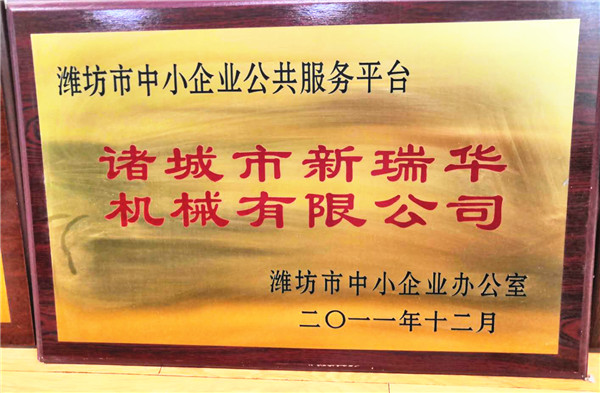 潍坊市中小企业公共服务平台
诸城市新瑞华
机械有限公司
潍坊市中小企业办公室
二〇一一年十二月